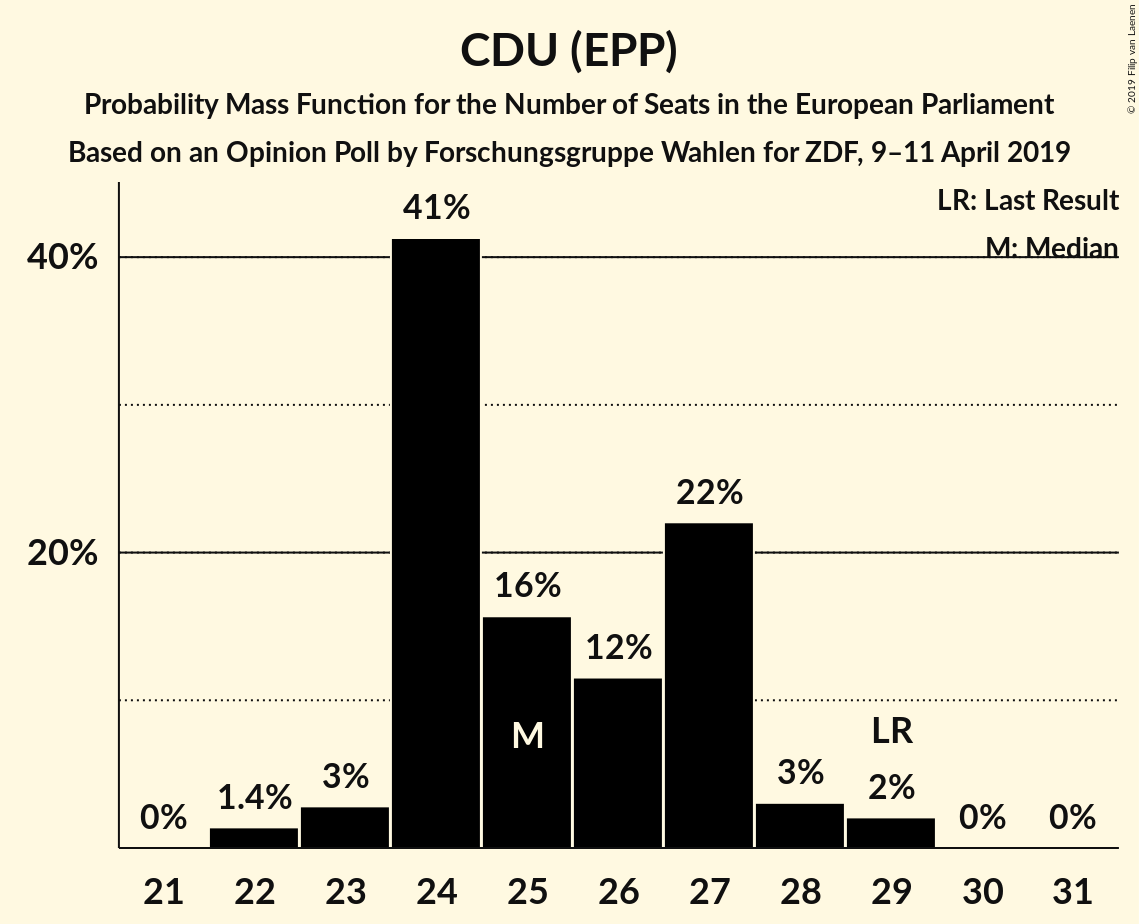 CDU (EPP)
Probability Mass Function for the Number of Seats in the European Parliament
Based on an Opinion Poll by Forschungsgruppe Wahlen for ZDF, 9–11 April 2019
© 2019 Filip van Laenen
LR: Last Result
M: Median
40%
20%
0%
1.4%
3%
41%
16%
M
12%
22%
3%
LR
2%
0%
0%
21 22 23 24 25 26 27 28 29 30 31